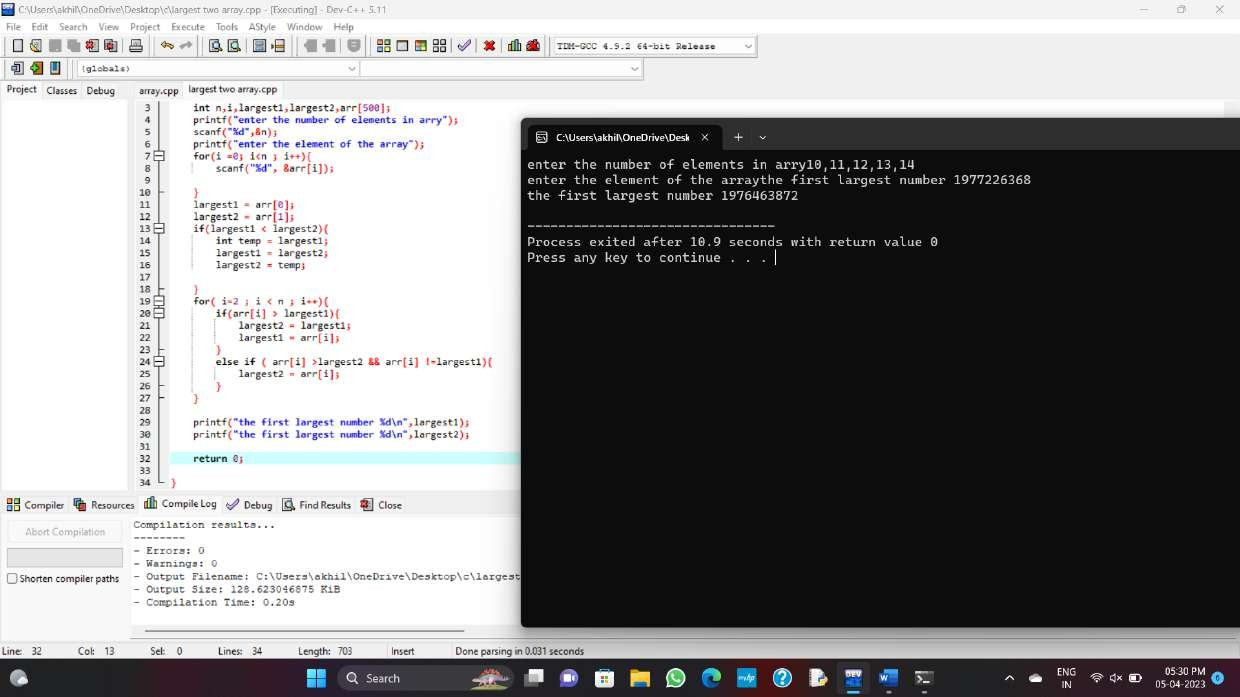 C:\Users\akhil\OneDrive\Desktop\c\largest two array.cpp - [Executing] - Dev-C++ 5.11
File Edit Search View Project Execute Tools AStyle Window Help
TDM-GCC 4.9.2 64-bit Release
(globals)
Project Classes Debug
array.cpp largest two array.cpp
3 int n,i,largest1,largest2,arr[500];
4 printf("enter the number of elements in arry");
5 scanf("%d",&n);
6 printf("enter the element of the array");
7 for(i =0; i<n ; i++){
8 scanf("%d", &arr[i]);
9
10 }
11 largest1 = arr[0];
12 largest2 = arr[1];
13 if(largest1 < largest2){
14 int temp = largest1;
15 largest1 = largest2;
16 largest2 = temp;
17
18 }
19 for( i=2 ; i < n ; i++){
20 if(arr[i] > largest1){
21 largest2 = largest1;
22 largest1 = arr[i];
23 }
24 else if ( arr[i] >largest2 && arr[i] !=largest1){
25 largest2 = arr[i];
26 }
27 }
28
29 printf("the first largest number %d\n",largest1);
30 printf("the first largest number %d\n",largest2);
31
32 return 0;
33
34 }
C:\Users\akhil\OneDrive\Desk
enter the number of elements in arry10,11,12,13,14
enter the element of the arraythe first largest number 1977226368
the first largest number 1976463872
--------------------------------
Process exited after 10.9 seconds with return value 0
Press any key to continue . . .
Compiler Resources Compile Log Debug Find Results Close
Abort Compilation
Shorten compiler paths
Compilation results...
--------
- Errors: 0
- Warnings: 0
- Output Filename: C:\Users\akhil\OneDrive\Desktop\c\largest
- Output Size: 128.623046875 KiB
- Compilation Time: 0.20s
Line: 32 Col: 13 Sel: 0 Lines: 34 Length: 703 Insert Done parsing in 0.031 seconds
Search
DEV
W
ENG
IN
05:30 PM
05-04-2023
6